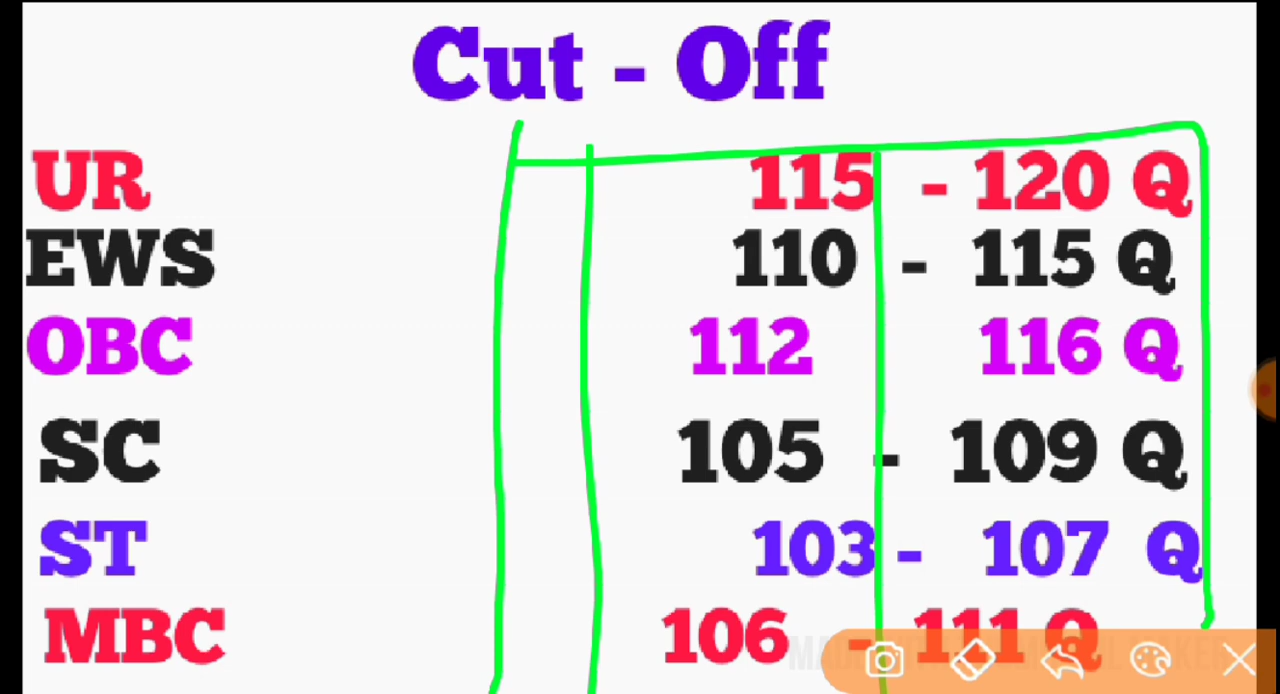 Cut - Off
UR 115 - 120 Q
EWS 110 - 115 Q
OBC 112 116 Q
SC 105 - 109 Q
ST 103 - 107 Q
MBC 106 - 111 Q